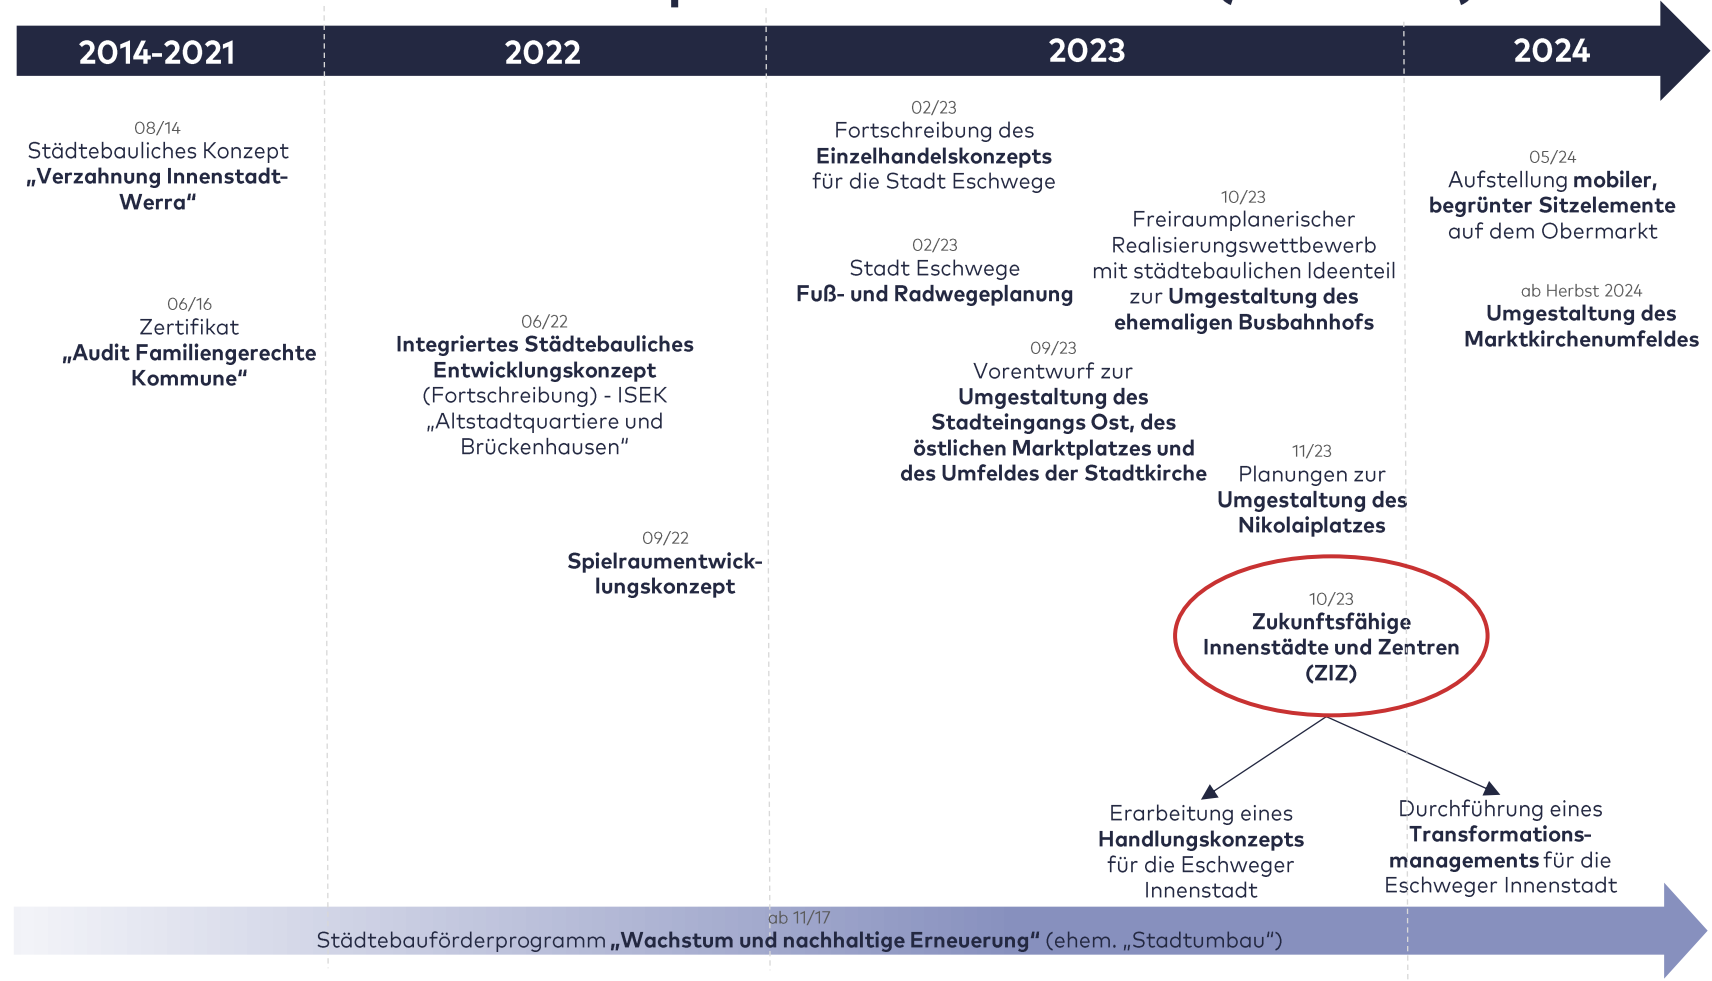 2014-2021
2022
2023
2024
08/14
Städtebauliches Konzept
„Verzahnung Innenstadt-
Werra“
06/16
Zertifikat
„Audit Familiengerechte
Kommune“
06/22
Integriertes Städtebauliches
Entwicklungskonzept
(Fortschreibung) - ISEK
„Altstadtquartiere und
Brückenhausen“
09/22
Spielraumentwick-
lungskonzept
02/23
Fortschreibung des
Einzelhandelskonzepts
für die Stadt Eschwege
02/23
Stadt Eschwege
Fuß- und Radwegeplanung
10/23
Freiraumplanerischer
Realisierungswettbewerb
mit städtebaulichen Ideenteil
zur Umgestaltung des
ehemaligen Busbahnhofs
09/23
Vorentwurf zur
Umgestaltung des
Stadteingangs Ost, des
östlichen Marktplatzes und
des Umfeldes der Stadtkirche
11/23
Planungen zur
Umgestaltung des
Nikolaiplatzes
10/23
Zukunftsfähige
Innenstädte und Zentren
(ZIZ)
Erarbeitung eines
Handlungskonzepts
für die Eschweger
Innenstadt
Durchführung eines
Transformations-
managements für die
Eschweger Innenstadt
05/24
Aufstellung mobiler,
begrünter Sitzelemente
auf dem Obermarkt
ab Herbst 2024
Umgestaltung des
Marktkirchenumfeldes
ab 11/17
Städtebauförderprogramm „Wachstum und nachhaltige Erneuerung“ (ehem. „Stadtumbau“)